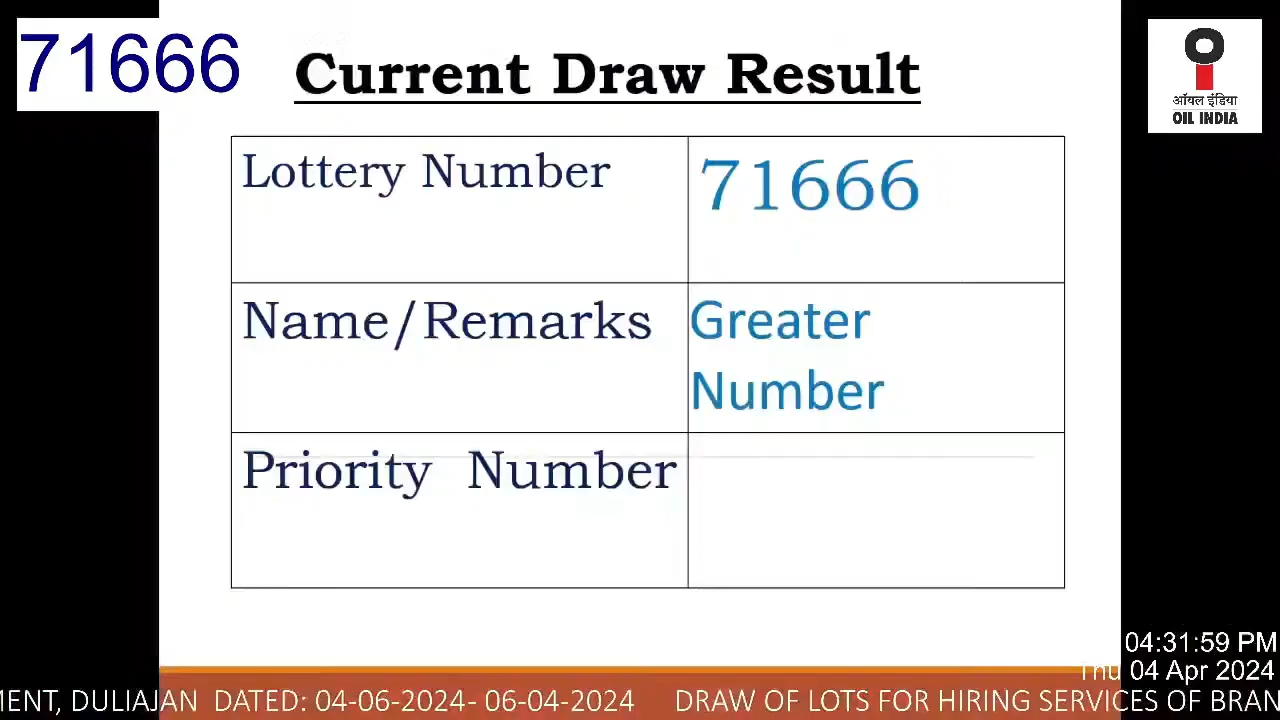 71666
Current Draw Result
ऑयल इंडिया
OIL INDIA
Lottery Number
71666
Name/Remarks
Greater
Number
Priority Number
04:31:59 PM
Thu 04 Apr 2024
DULIAJAN DATED: 04-06-2024- 06-04-2024 DRAW OF LOTS FOR HIRING SERVICES OF